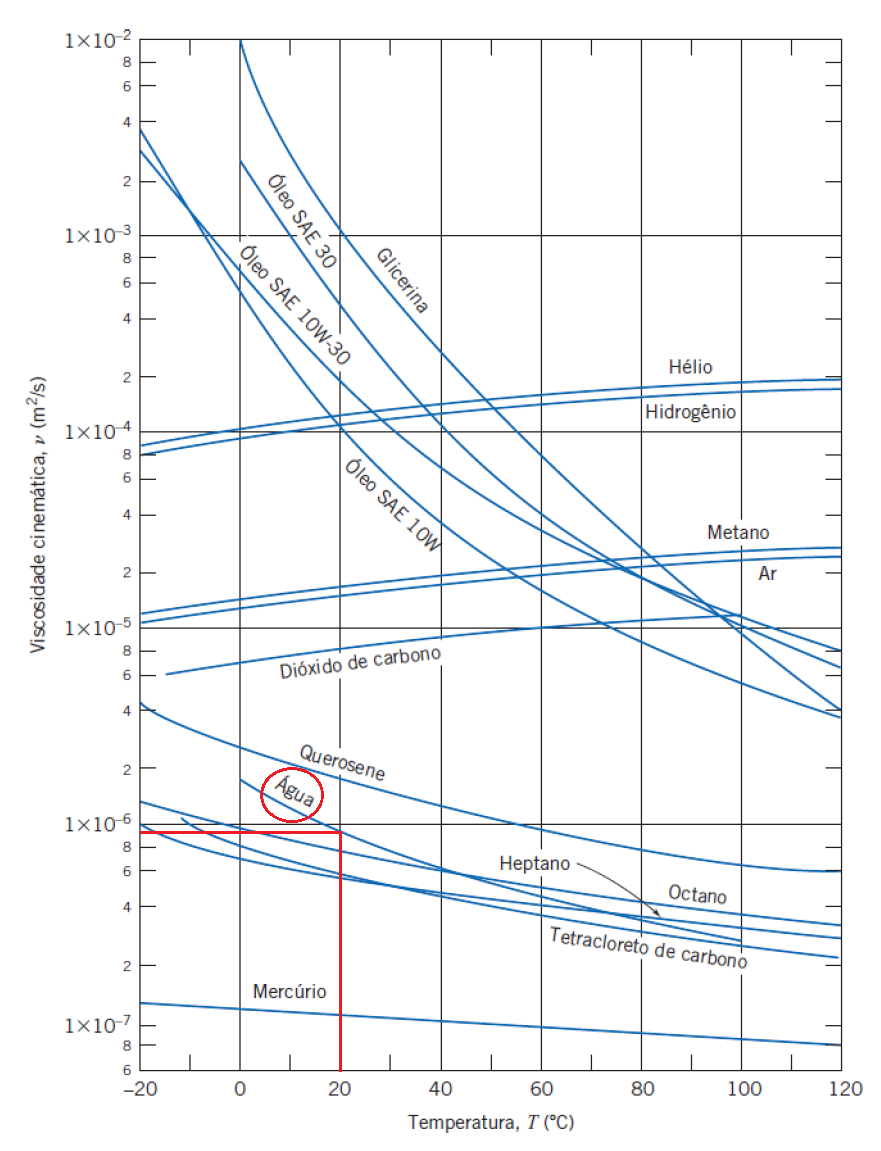 1×10⁻²
8
6
4
2
1×10⁻³
8
6
4
2
1×10⁻⁴
8
6
4
2
1×10⁻⁵
8
6
4
2
1×10⁻⁶
8
6
4
2
1×10⁻⁷
8
6
Viscosidade cinemática, ν (m²/s)
Óleo SAE 30
Glicerina
Óleo SAE 10W-30
Hélio
Hidrogênio
Óleo SAE 10W
Metano
Ar
Dióxido de carbono
Querosene
Água
Heptano
Octano
Tetracloreto de carbono
Mercúrio
−20 0 20 40 60 80 100 120
Temperatura, T (°C)